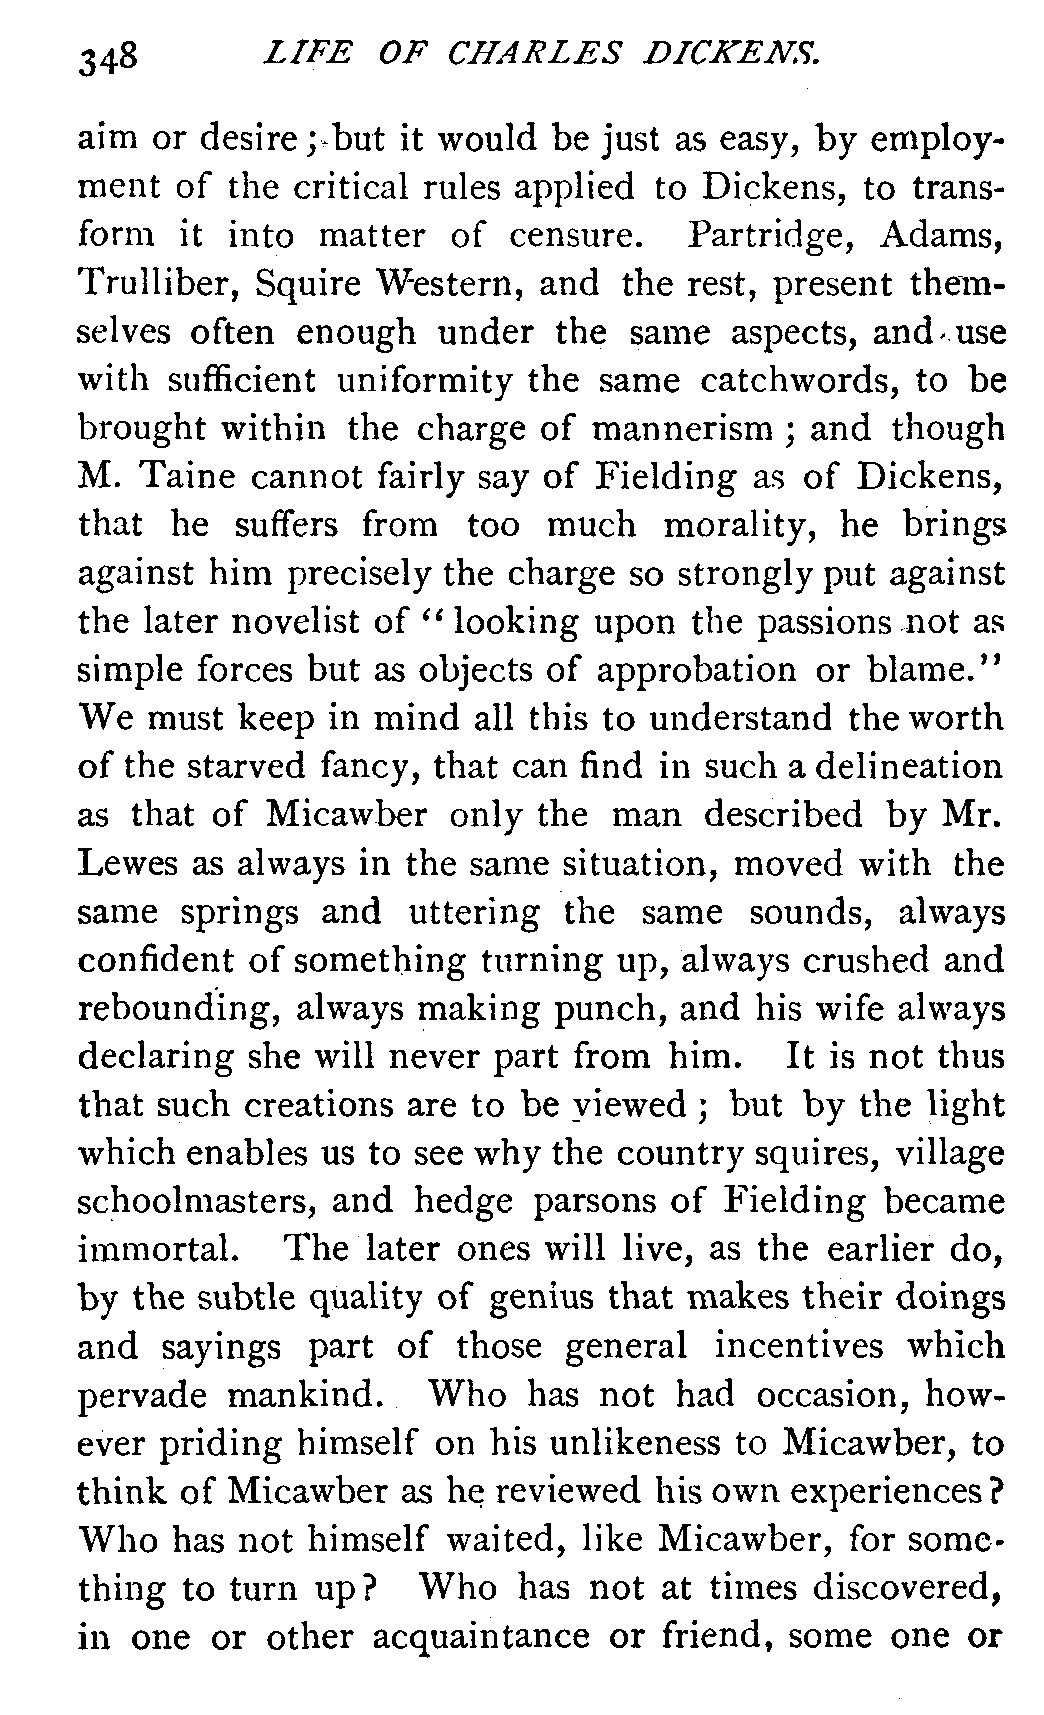 348 LIFE OF CHARLES DICKENS.
aim or desire ; but it would be just as easy, by employ-
ment of the critical rules applied to Dickens, to trans-
form it into matter of censure. Partridge, Adams,
Trulliber, Squire Western, and the rest, present them-
selves often enough under the same aspects, and use
with sufficient uniformity the same catchwords, to be
brought within the charge of mannerism ; and though
M. Taine cannot fairly say of Fielding as of Dickens,
that he suffers from too much morality, he brings
against him precisely the charge so strongly put against
the later novelist of “ looking upon the passions not as
simple forces but as objects of approbation or blame.”
We must keep in mind all this to understand the worth
of the starved fancy, that can find in such a delineation
as that of Micawber only the man described by Mr.
Lewes as always in the same situation, moved with the
same springs and uttering the same sounds, always
confident of something turning up, always crushed and
rebounding, always making punch, and his wife always
declaring she will never part from him. It is not thus
that such creations are to be viewed ; but by the light
which enables us to see why the country squires, village
schoolmasters, and hedge parsons of Fielding became
immortal. The later ones will live, as the earlier do,
by the subtle quality of genius that makes their doings
and sayings part of those general incentives which
pervade mankind. Who has not had occasion, how-
ever priding himself on his unlikeness to Micawber, to
think of Micawber as he reviewed his own experiences ?
Who has not himself waited, like Micawber, for some-
thing to turn up ? Who has not at times discovered,
in one or other acquaintance or friend, some one or